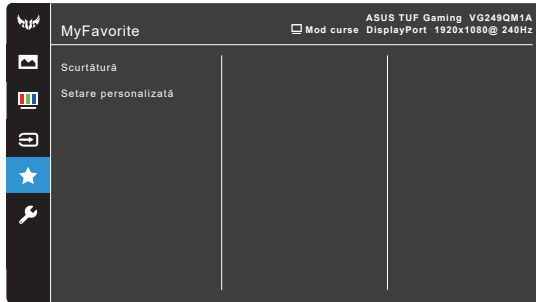 ASUS TUF Gaming VG249QM1A
MyFavorite
Mod curse DisplayPort 1920x1080@ 240Hz
Scurtătură
Setare personalizată